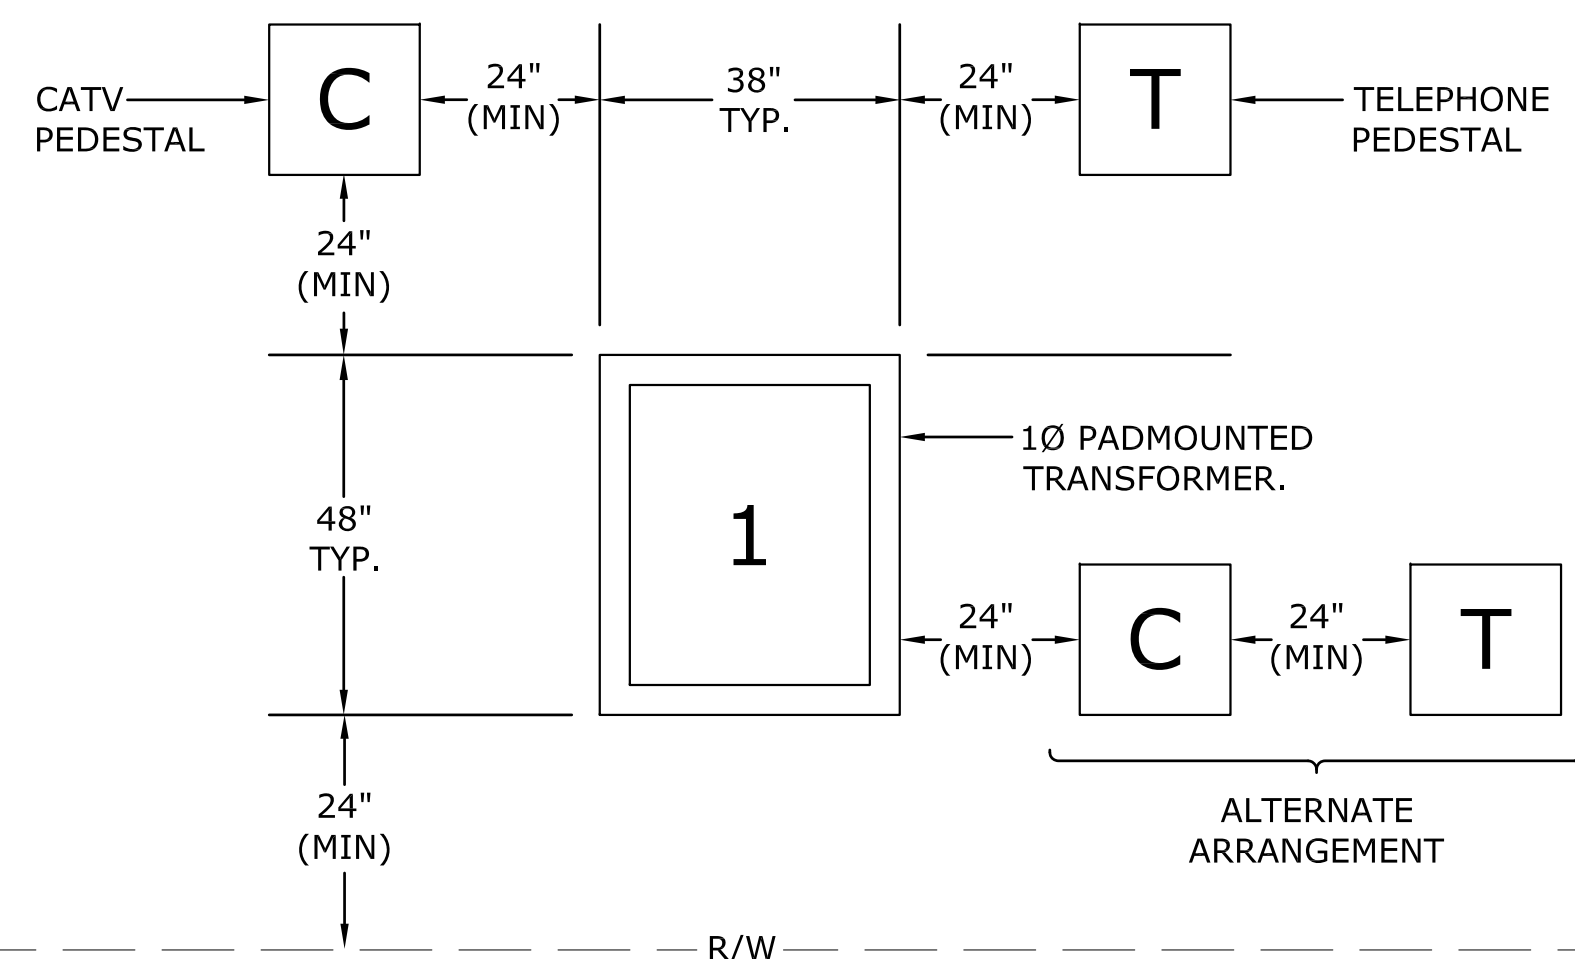 C
24"
(MIN)
38"
TYP.
24"
(MIN)
T
CATV
PEDESTAL
TELEPHONE
PEDESTAL
24"
(MIN)
1Ø PADMOUNTED
TRANSFORMER.
48"
TYP.
1
24"
(MIN)
C
24"
(MIN)
T
24"
(MIN)
ALTERNATE
ARRANGEMENT
R/W